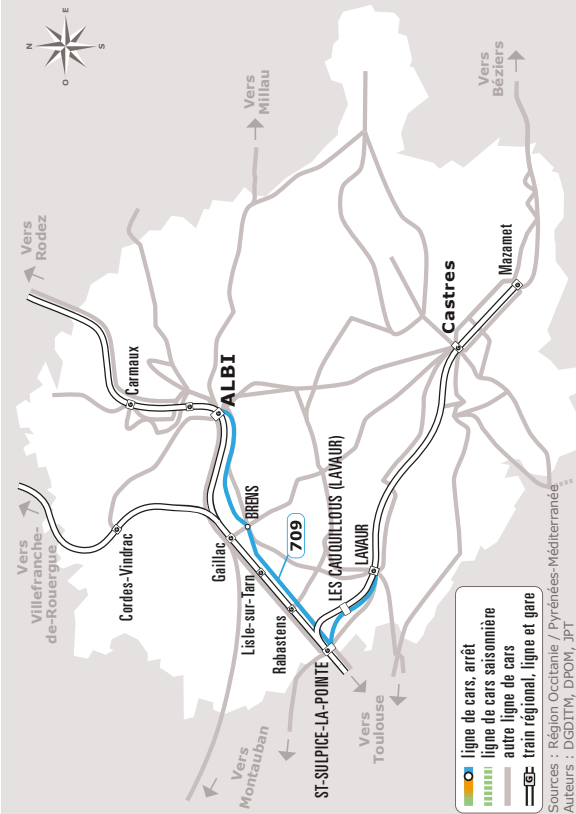 N
E
S
O
Vers
Rodez
Vers
Millau
Vers
Béziers
Vers
Villefranche-
de-Rouergue
Carmaux
Cordes-Vindrac
ALBI
Gaillac
BRENS
Lisle-sur-Tarn
709
Rabastens
LES CAUQUILLOUS (LAVAUR)
LAVAUR
ST-SULPICE-LA-POINTE
Castres
Mazamet
Vers
Montauban
Vers
Toulouse
ligne de cars, arrêt
ligne de cars saisonnière
autre ligne de cars
G train régional, ligne et gare
Sources : Région Occitanie / Pyrénées-Méditerranée
Auteurs : DGDITM, DPOM, JPT